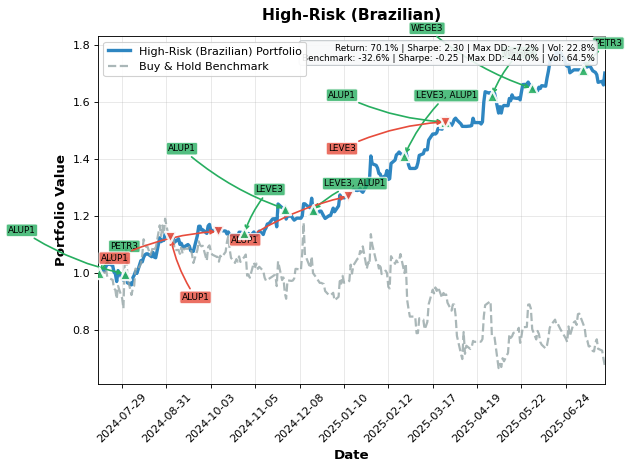 High-Risk (Brazilian)
WEGE3
PETR3
High-Risk (Brazilian) Portfolio
Buy & Hold Benchmark
Return: 70.1% | Sharpe: 2.30 | Max DD: -7.2% | Vol: 22.8%
Benchmark: -32.6% | Sharpe: -0.25 | Max DD: -44.0% | Vol: 64.5%
ALUP1
LEVE3, ALUP1
ALUP1
LEVE3
LEVE3
LEVE3, ALUP1
ALUP1
PETR3
ALUP1
ALUP1
ALUP1
1.8
1.6
1.4
1.2
1.0
0.8
Portfolio Value
2024-07-29
2024-08-31
2024-10-03
2024-11-05
2024-12-08
2025-01-10
2025-02-12
2025-03-17
2025-04-19
2025-05-22
2025-06-24
Date